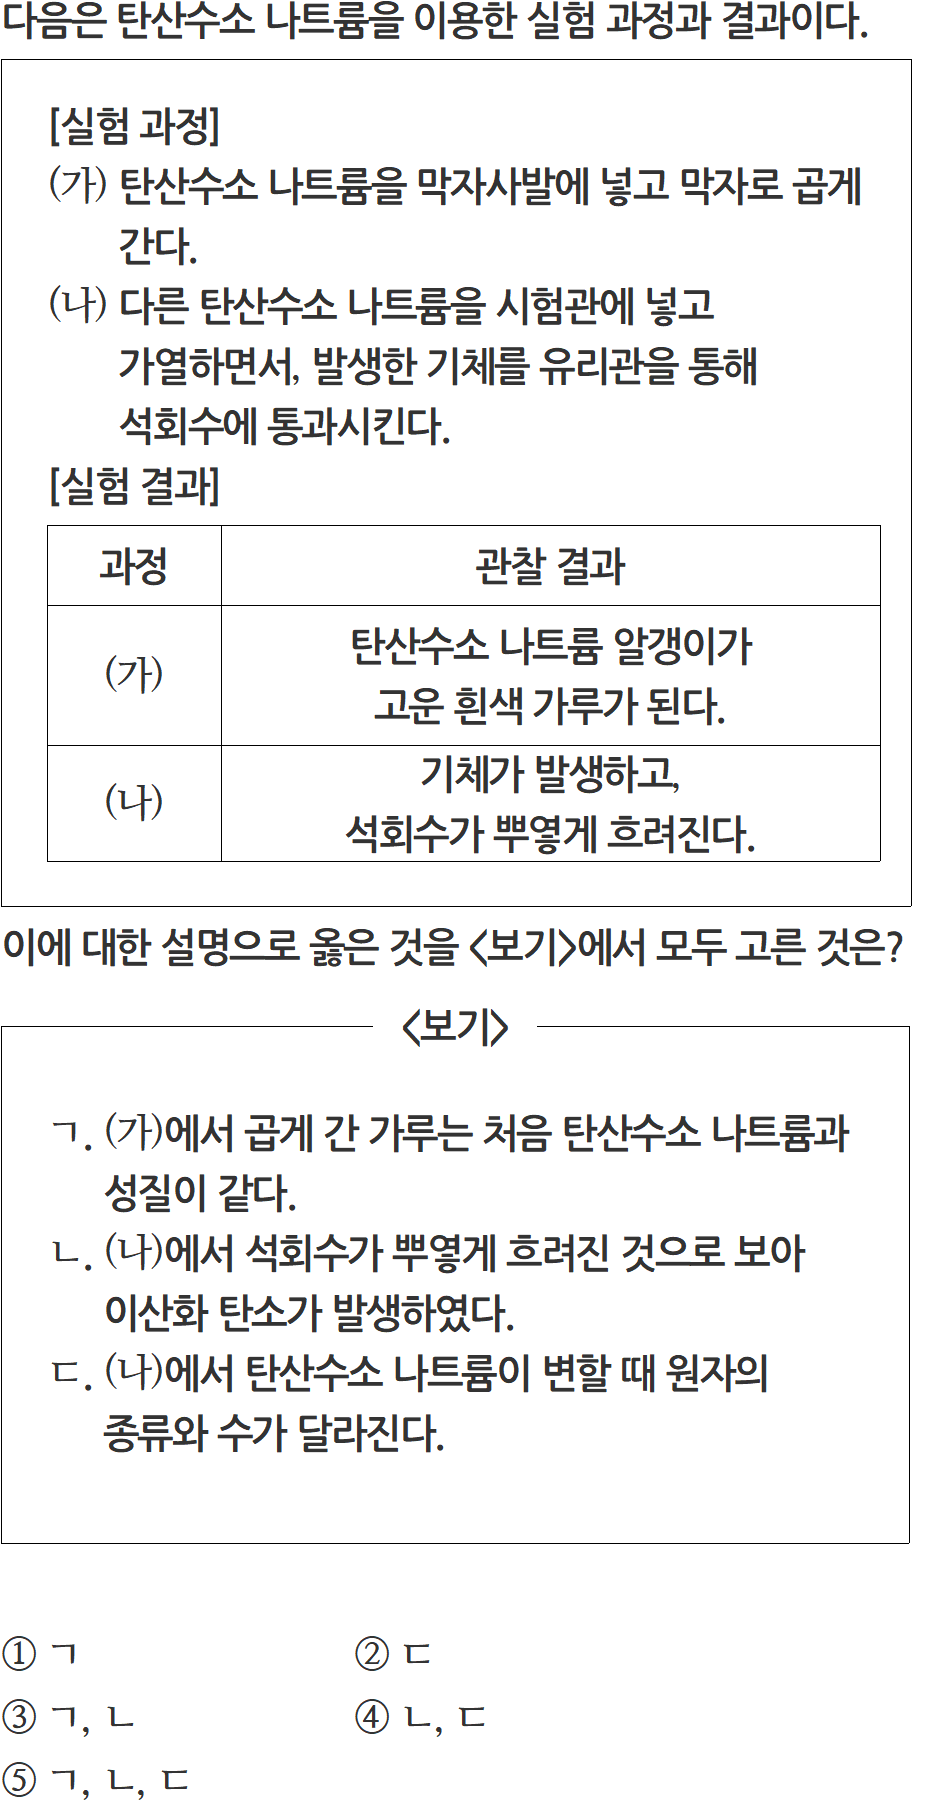 다음은 탄산수소 나트륨을 이용한 실험 과정과 결과이다.
[실험 과정]
(가) 탄산수소 나트륨을 막자사발에 넣고 막자로 곱게
간다.
(나) 다른 탄산수소 나트륨을 시험관에 넣고
가열하면서, 발생한 기체를 유리관을 통해
석회수에 통과시킨다.
[실험 결과]
과정 관찰 결과
(가) 탄산수소 나트륨 알갱이가
고운 흰색 가루가 된다.
(나) 기체가 발생하고,
석회수가 뿌옇게 흐려진다.
이에 대한 설명으로 옳은 것을 <보기>에서 모두 고른 것은?
<보기>
ㄱ. (가)에서 곱게 간 가루는 처음 탄산수소 나트륨과
성질이 같다.
ㄴ. (나)에서 석회수가 뿌옇게 흐려진 것으로 보아
이산화 탄소가 발생하였다.
ㄷ. (나)에서 탄산수소 나트륨이 변할 때 원자의
종류와 수가 달라진다.
① ㄱ ② ㄷ
③ ㄱ, ㄴ ④ ㄴ, ㄷ
⑤ ㄱ, ㄴ, ㄷ